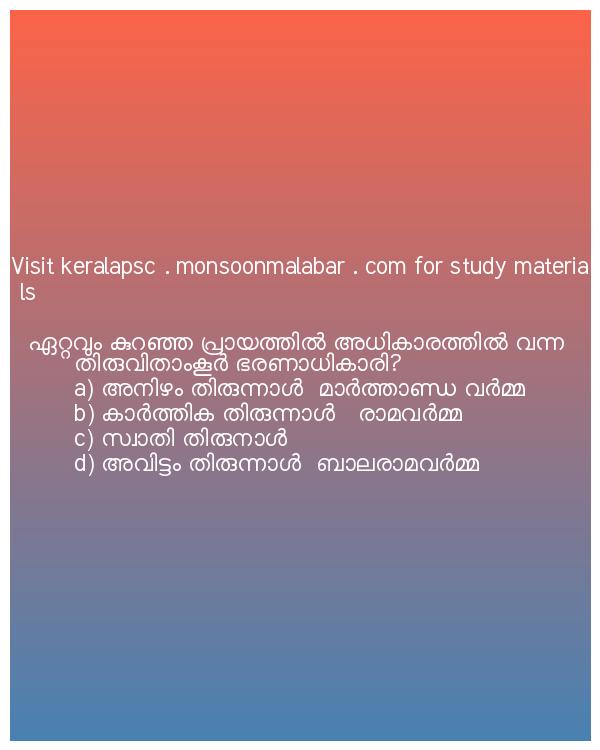 Visit keralapsc . monsoonmalabar . com for study materia
ls
ഏറ്റവും കുറഞ്ഞ പ്രായത്തിൽ അധികാരത്തിൽ വന്ന
തിരുവിതാംകൂർ ഭരണാധികാരി?
a) അനിഴം തിരുന്നാൾ മാർത്താണ്ഡ വർമ്മ
b) കാർത്തിക തിരുന്നാൾ രാമവർമ്മ
c) സ്വാതി തിരുനാൾ
d) അവിട്ടം തിരുന്നാൾ ബാലരാമവർമ്മ